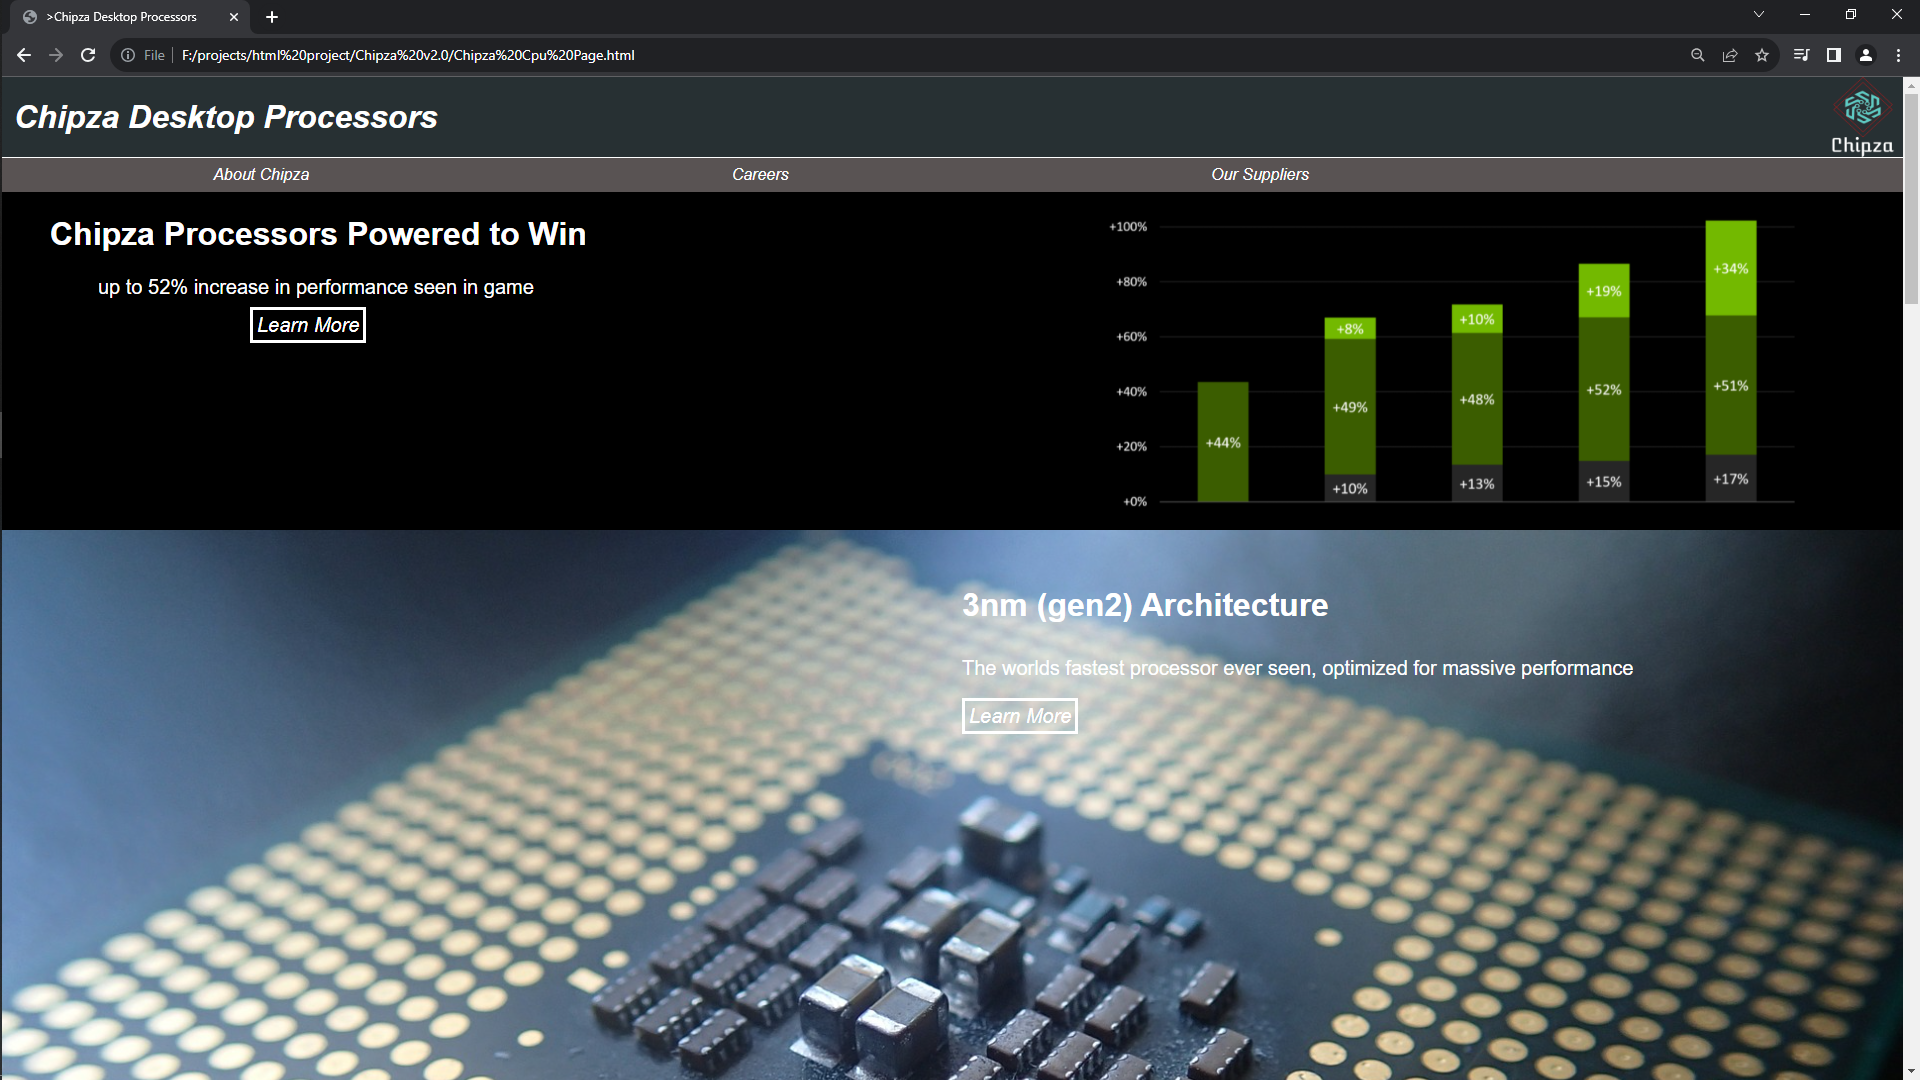 >Chipza Desktop Processors
File
F:/projects/html%20project/Chipza%20v2.0/Chipza%20Cpu%20Page.html
Chipza Desktop Processors
Chipza
About Chipza
Careers
Our Suppliers
Chipza Processors Powered to Win
up to 52% increase in performance seen in game
Learn More
+100%
+80%
+60%
+40%
+20%
+0%
+44%
+8%
+49%
+10%
+10%
+48%
+13%
+19%
+52%
+15%
+34%
+51%
+17%
3nm (gen2) Architecture
The worlds fastest processor ever seen, optimized for massive performance
Learn More